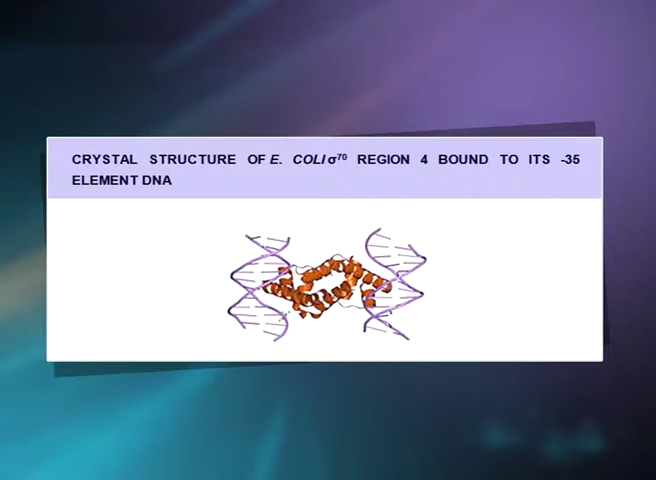 CRYSTAL STRUCTURE OF E. COLI σ⁷⁰ REGION 4 BOUND TO ITS -35
ELEMENT DNA